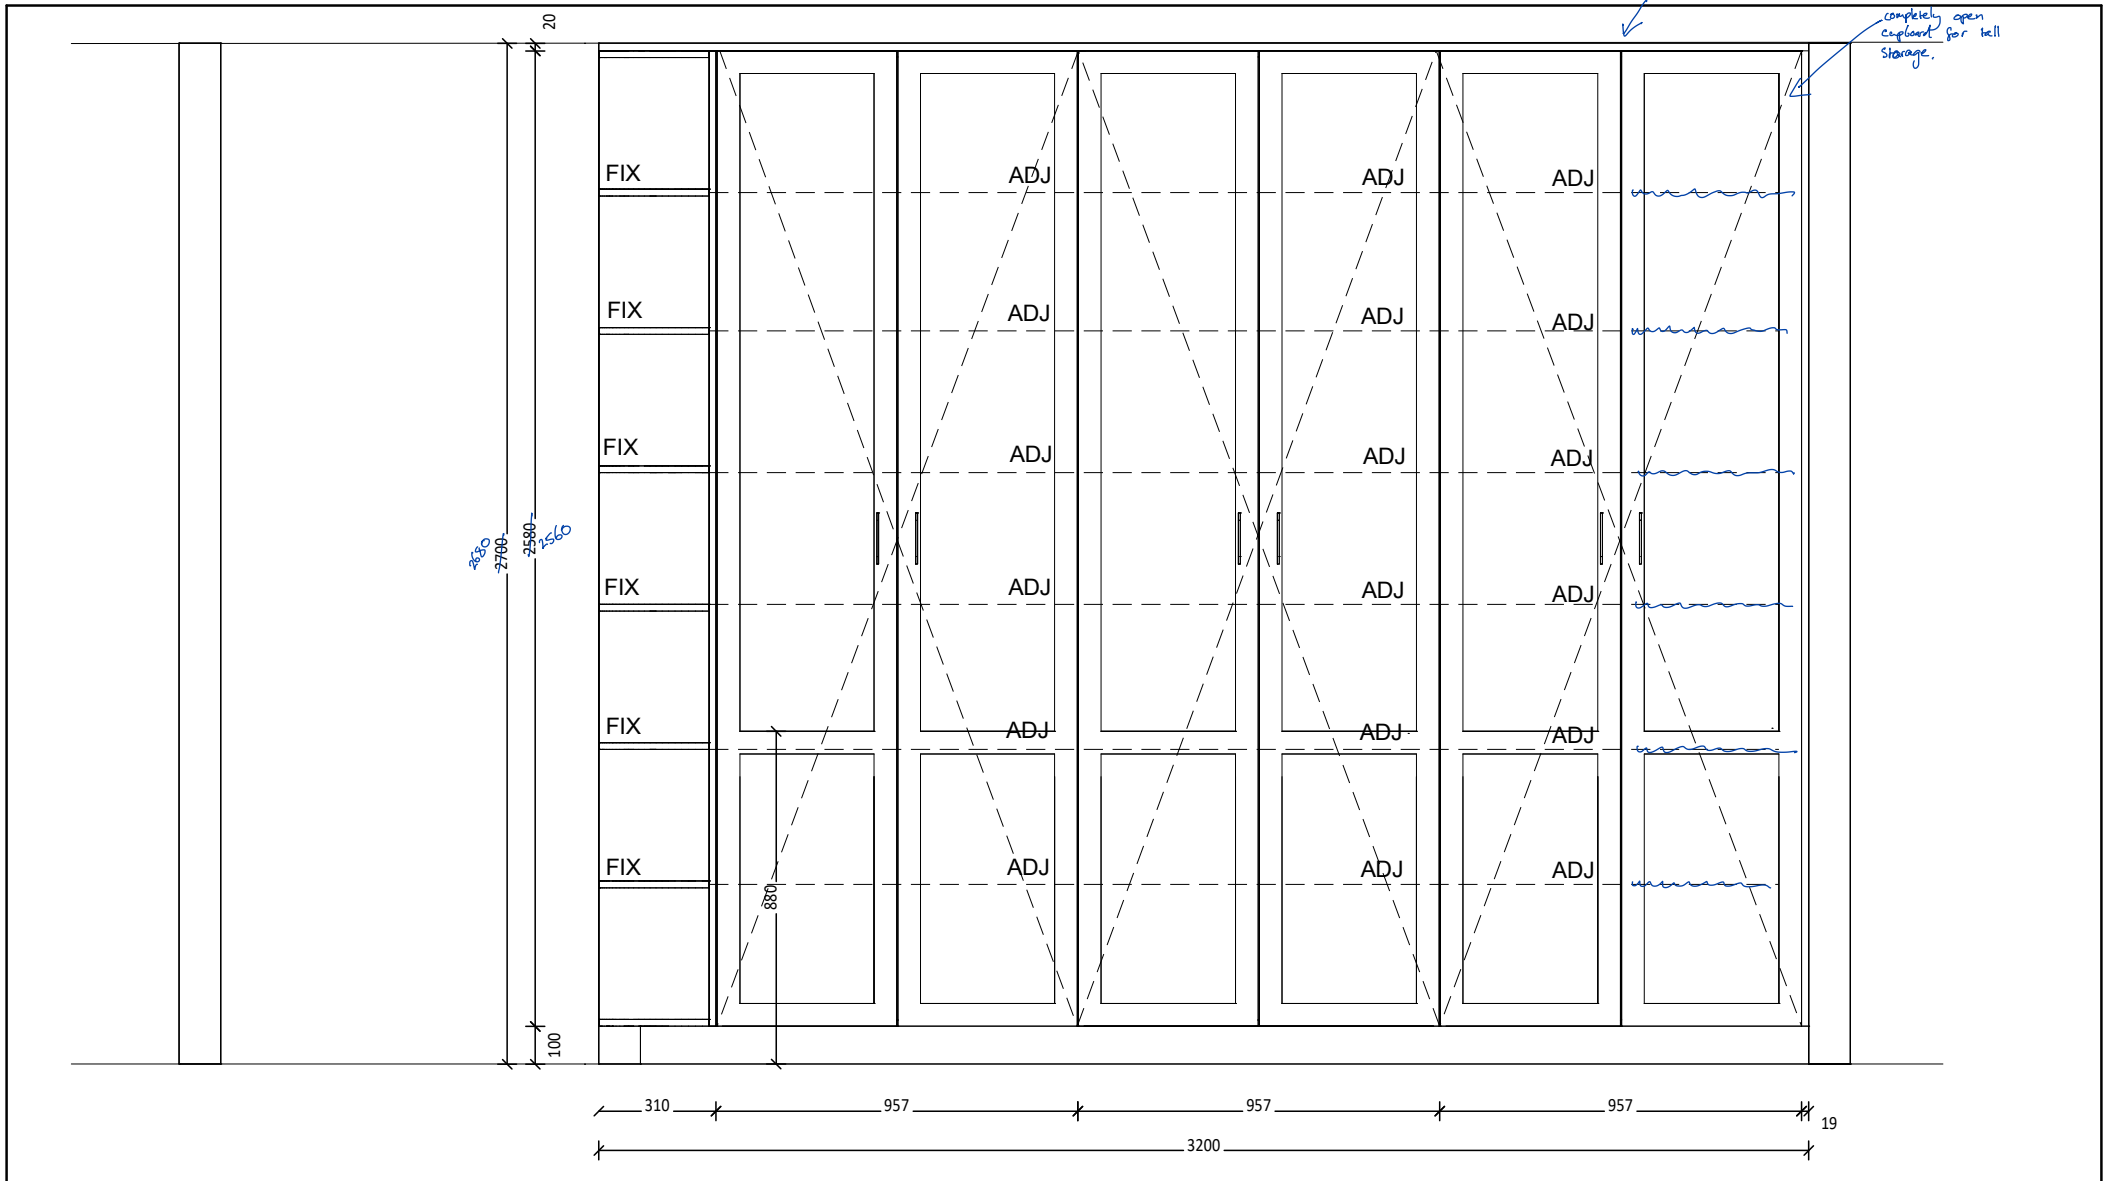 20
completely open
cupboard for tall
storage.
FIX ADJ ADJ ADJ
FIX ADJ ADJ ADJ
FIX ADJ ADJ ADJ
2680 2700 2580 2560
FIX ADJ ADJ ADJ
FIX ADJ ADJ ADJ
FIX ADJ ADJ ADJ
880
100
310 957 957 957 19
3200